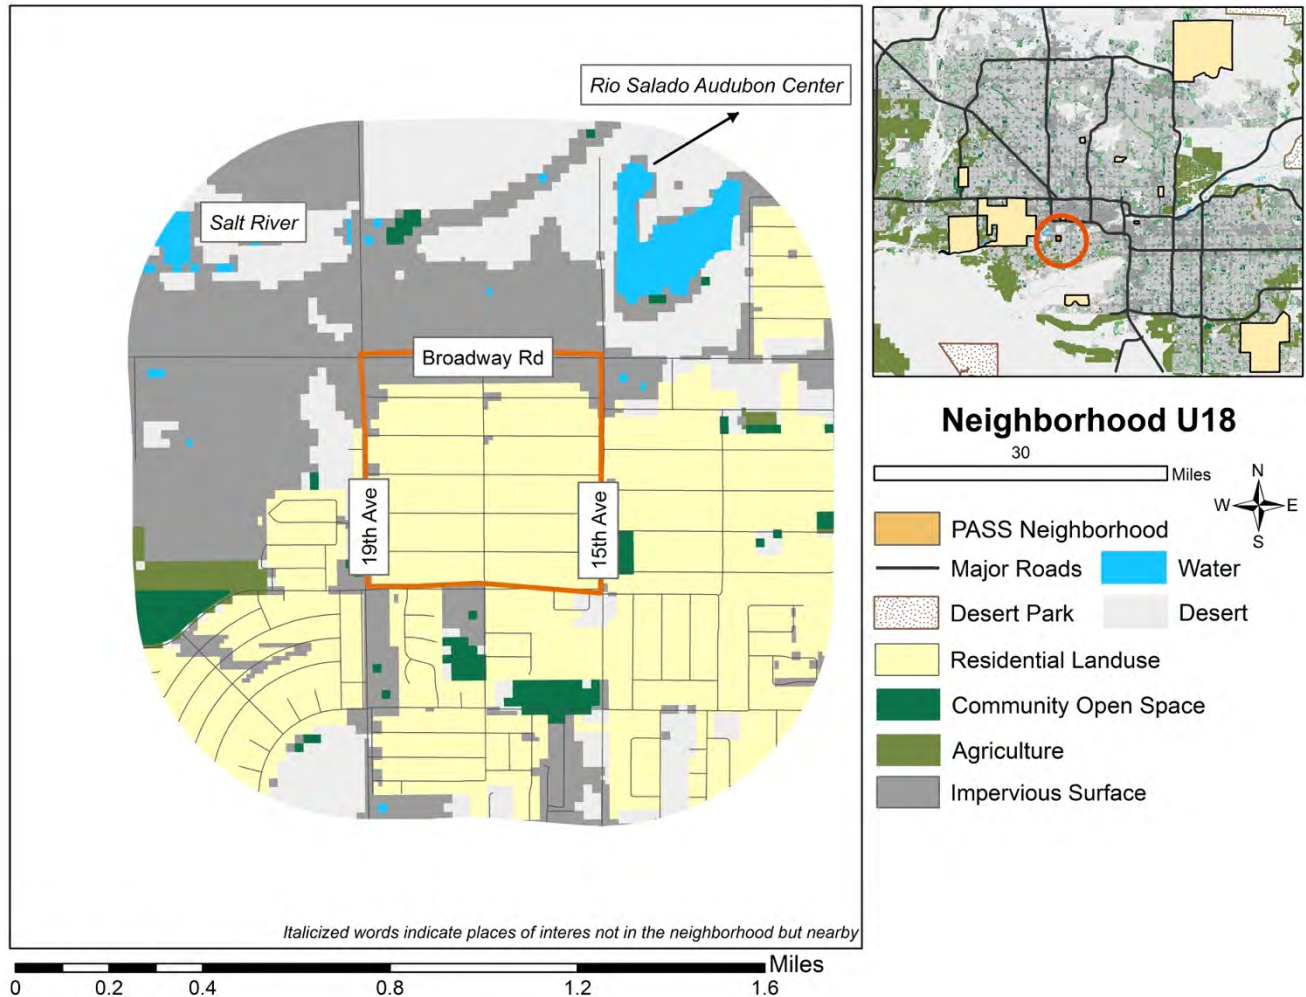 Rio Salado Audubon Center
Salt River
Broadway Rd
19th Ave
15th Ave
Italicized words indicate places of interes not in the neighborhood but nearby
Miles
0 0.2 0.4 0.8 1.2 1.6
Neighborhood U18
30
Miles
N
W E
S
PASS Neighborhood
Major Roads
Water
Desert Park
Desert
Residential Landuse
Community Open Space
Agriculture
Impervious Surface